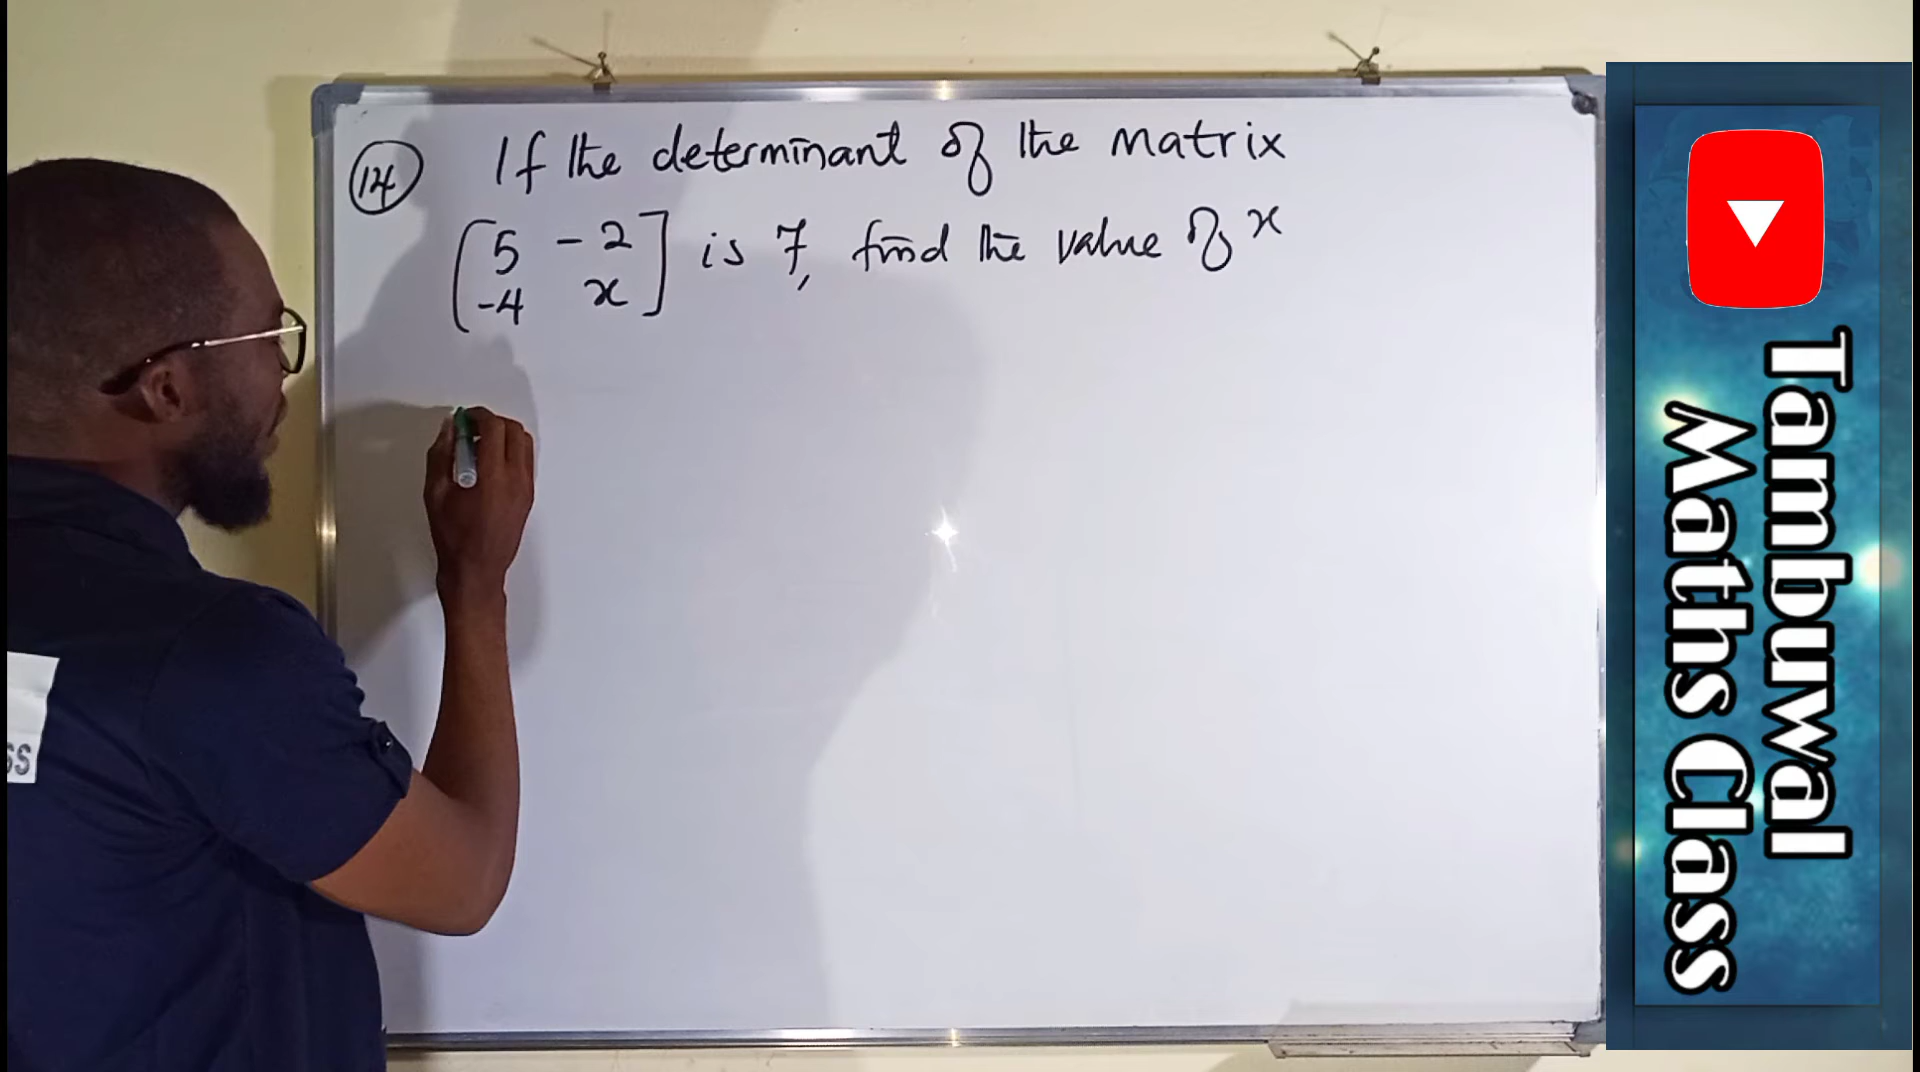 14 If the determinant of the matrix
[5 -2
-4 x] is 7, find the value of x
Tambuwal
Maths Class
SS